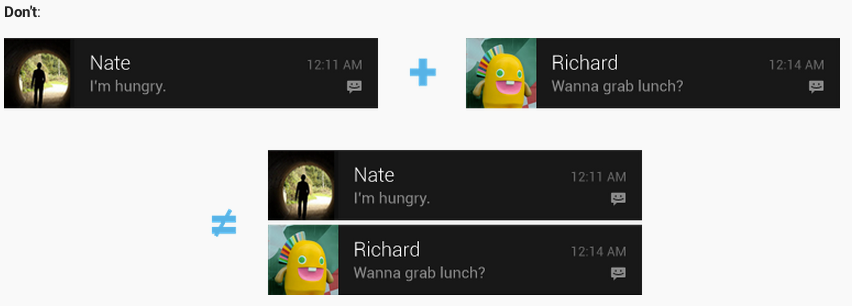 Don't:
Nate 12:11 AM
I'm hungry.
+
Richard 12:14 AM
Wanna grab lunch?
≠
Nate 12:11 AM
I'm hungry.
Richard 12:14 AM
Wanna grab lunch?